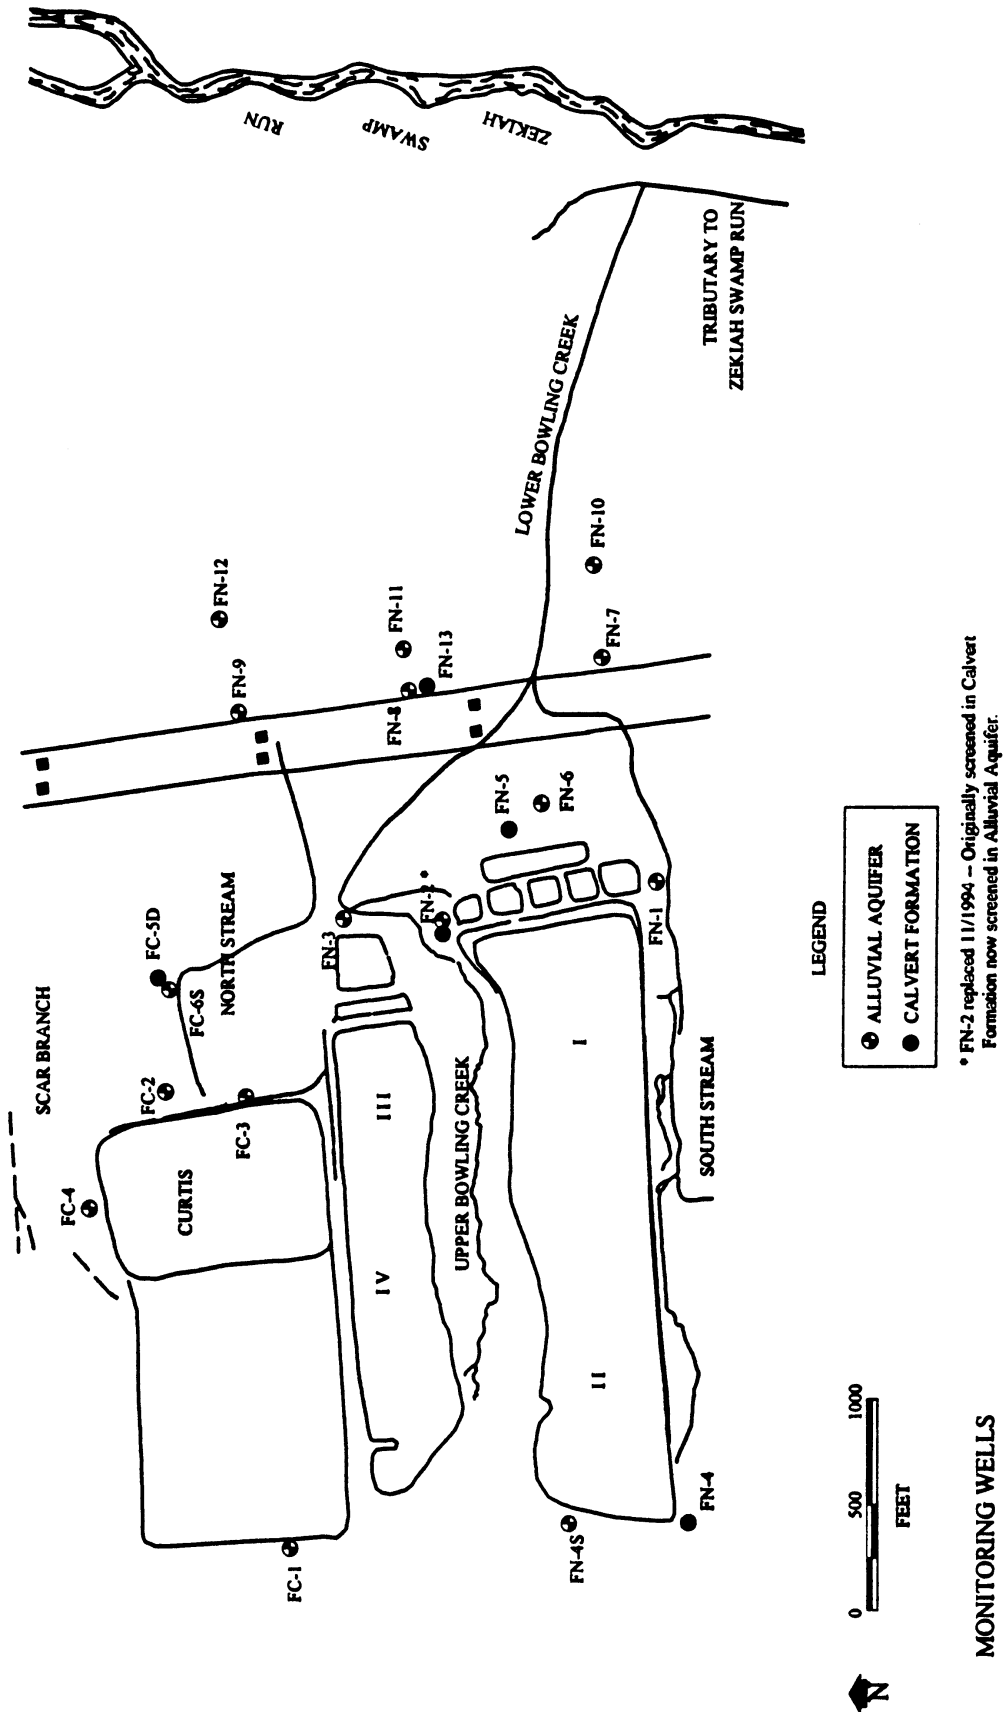 ZEKIAH
SWAMP
RUN
SCAR BRANCH
FC-4
FC-2
FC-5D
FC-6S
NORTH STREAM
FC-3
CURTIS
FC-1
FN-12
FN-9
FN-11
FN-8
FN-13
FN-3
FN-2 *
III
IV
UPPER BOWLING CREEK
LOWER BOWLING CREEK
FN-5
FN-6
FN-10
FN-7
FN-1
I
II
FN-4S
FN-4
SOUTH STREAM
TRIBUTARY TO
ZEKIAH SWAMP RUN
LEGEND
ALLUVIAL AQUIFER
CALVERT FORMATION
* FN-2 replaced 11/1994 – Originally screened in Calvert
Formation now screened in Alluvial Aquifer.
0 500 1000
FEET
N
MONITORING WELLS